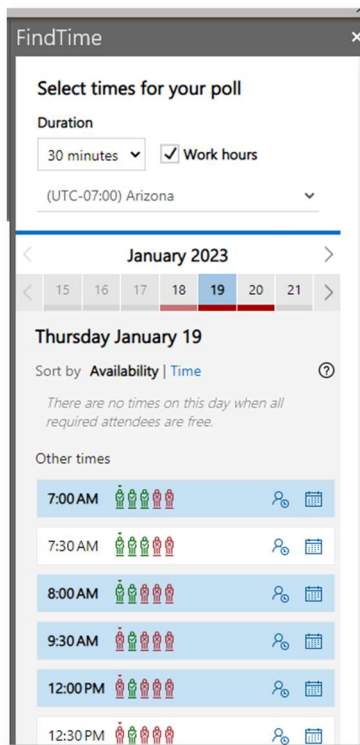 FindTime
Select times for your poll
Duration
30 minutes
Work hours
(UTC-07:00) Arizona
January 2023
15 16 17 18 19 20 21
Thursday January 19
Sort by Availability | Time
There are no times on this day when all
required attendees are free.
Other times
7:00 AM
7:30 AM
8:00 AM
9:30 AM
12:00 PM
12:30 PM